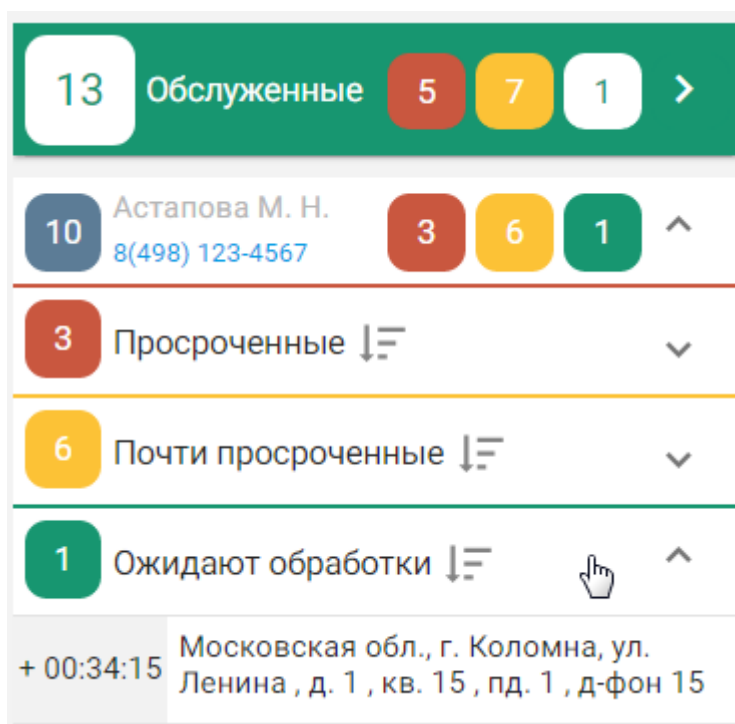 13 Обслуженные 5 7 1
10 Астапова М. Н. 3 6 1
8(498) 123-4567
3 Просроченные
6 Почти просроченные
1 Ожидают обработки
+ 00:34:15 Московская обл., г. Коломна, ул.
Ленина , д. 1 , кв. 15 , пд. 1 , д-фон 15